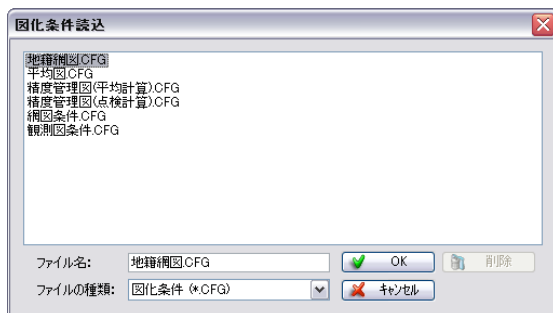 図化条件読込
地籍網図.CFG
平均図.CFG
精度管理図(平均計算).CFG
精度管理図(点検計算).CFG
網図条件.CFG
観測図条件.CFG
ファイル名: 地籍網図.CFG OK 削除
ファイルの種類: 図化条件 (*.CFG) キャンセル